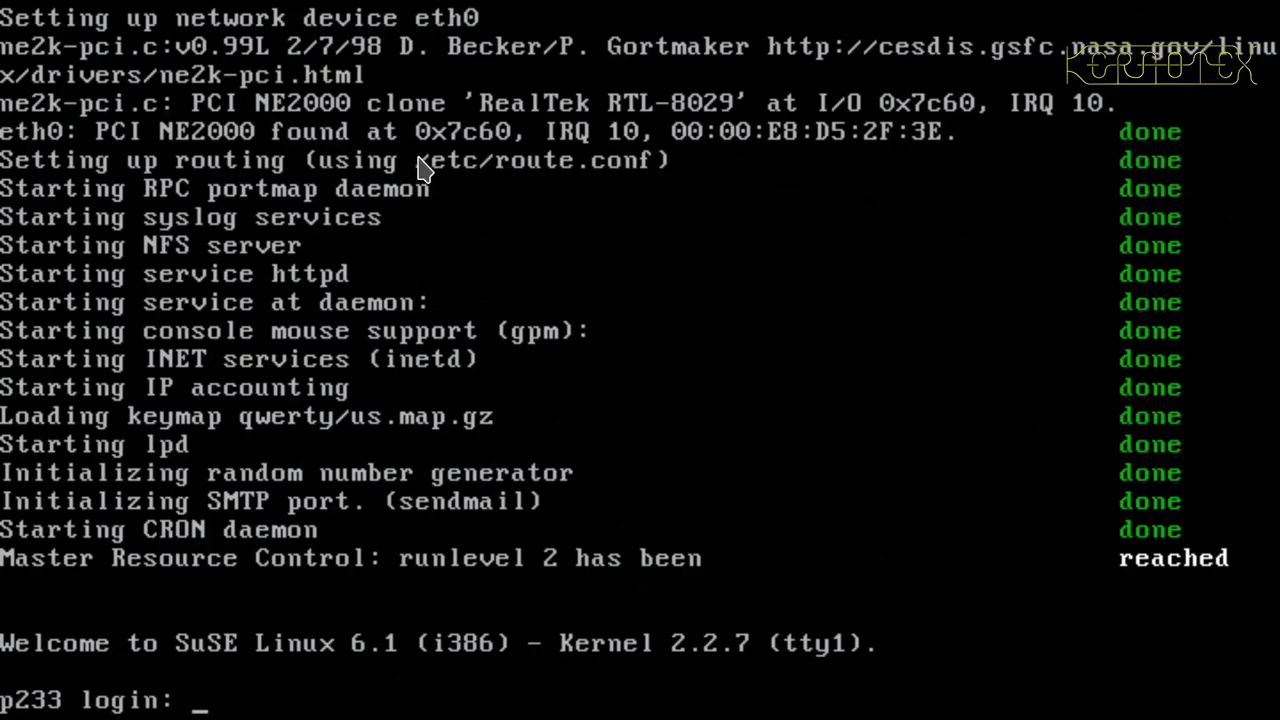 Setting up network device eth0
ne2k-pci.c:v0.99L 2/7/98 D. Becker/P. Gortmaker http://cesdis.gsfc.nasa.gov/linu
x/drivers/ne2k-pci.html
ne2k-pci.c: PCI NE2000 clone 'RealTek RTL-8029' at I/O 0x7c60, IRQ 10.
eth0: PCI NE2000 found at 0x7c60, IRQ 10, 00:00:E8:D5:2F:3E. done
Setting up routing (using /etc/route.conf) done
Starting RPC portmap daemon done
Starting syslog services done
Starting NFS server done
Starting service httpd done
Starting service at daemon: done
Starting console mouse support (gpm): done
Starting INET services (inetd) done
Starting IP accounting done
Loading keymap qwerty/us.map.gz done
Starting lpd done
Initializing random number generator done
Initializing SMTP port. (sendmail) done
Starting CRON daemon done
Master Resource Control: runlevel 2 has been reached
Welcome to SuSE Linux 6.1 (i386) - Kernel 2.2.7 (tty1).
p233 login: _